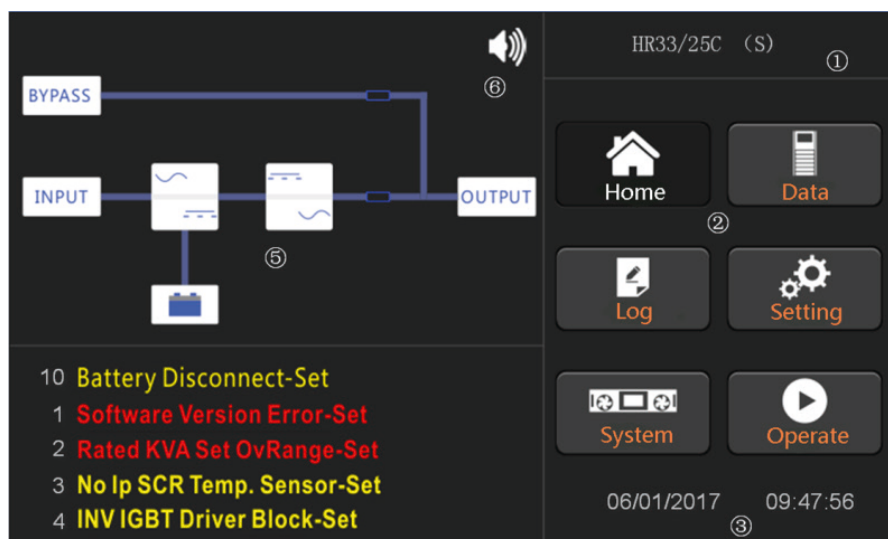 HR33/25C （S）
①
⑥
BYPASS
INPUT
OUTPUT
⑤
Home
Data
②
Log
Setting
System
Operate
10 Battery Disconnect-Set
1 Software Version Error-Set
2 Rated KVA Set OvRange-Set
3 No Ip SCR Temp. Sensor-Set
4 INV IGBT Driver Block-Set
06/01/2017 09:47:56
③